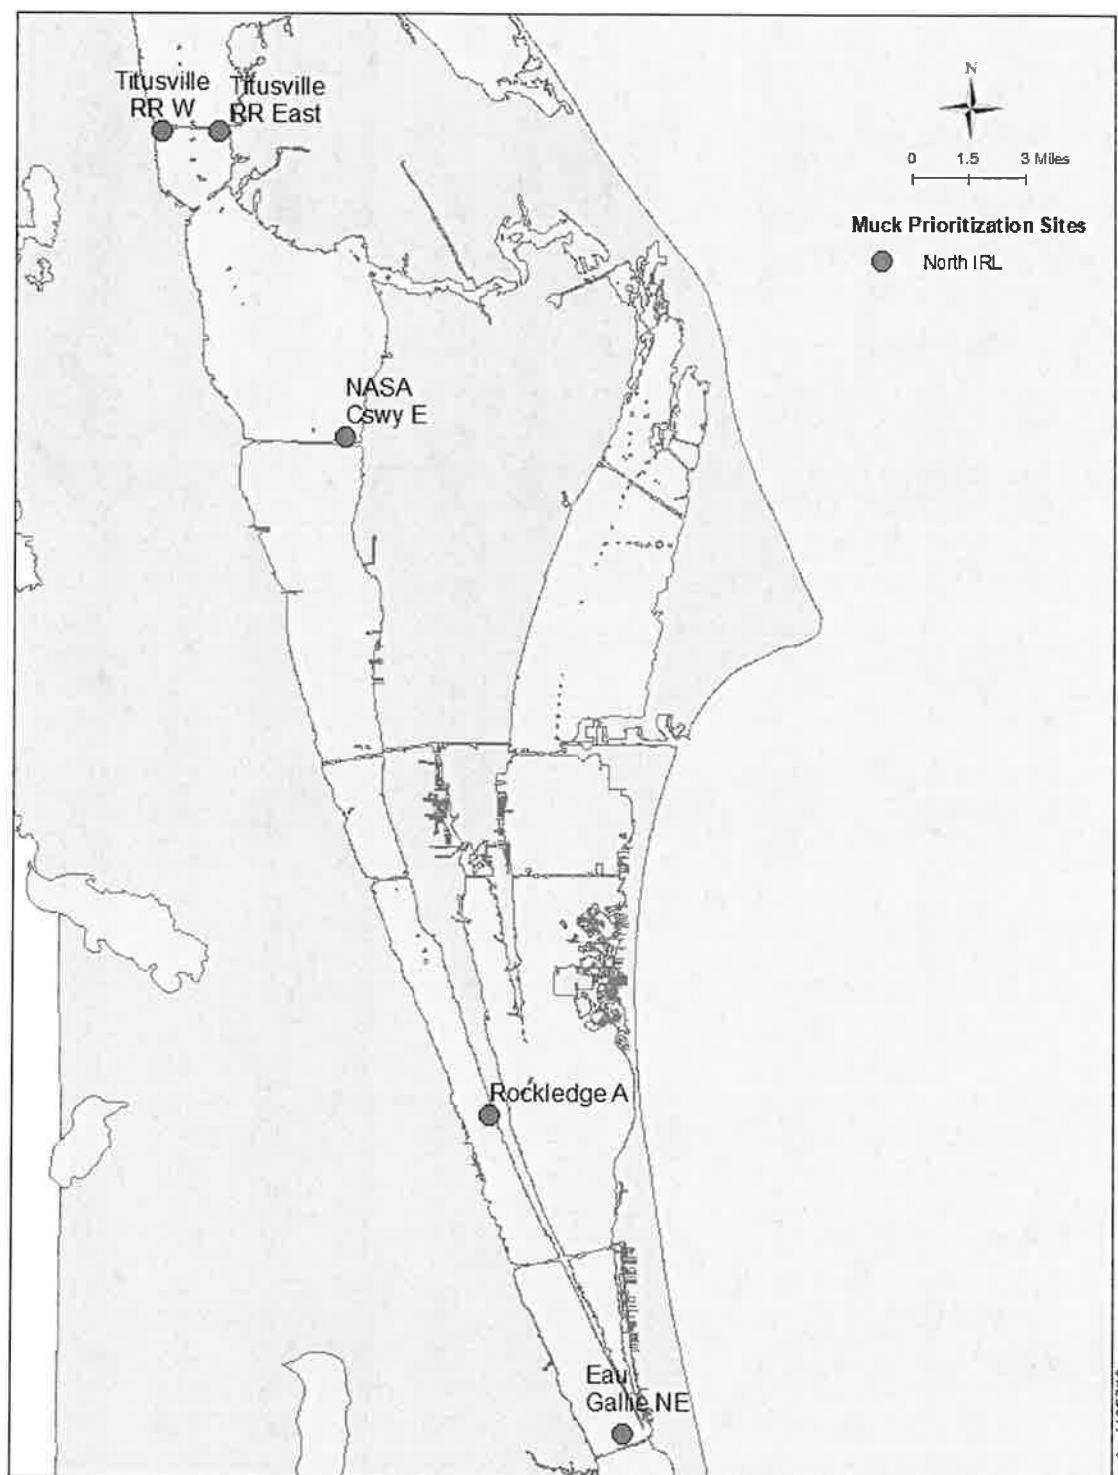 Titusville
RR W
Titusville
RR East
N
0 1.5 3 Miles
Muck Prioritization Sites
North IRL
NASA
Cswy E
Rockledge A
Eau
Gallie NE